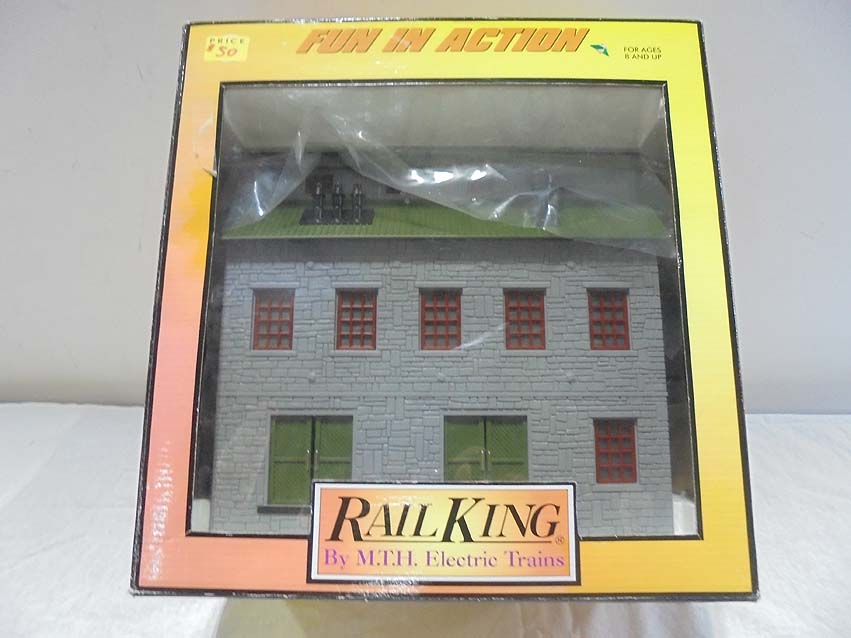 PRICE
$50
FUN IN ACTION
FOR AGES
8 AND UP
RAILKING®
By M.T.H. Electric Trains